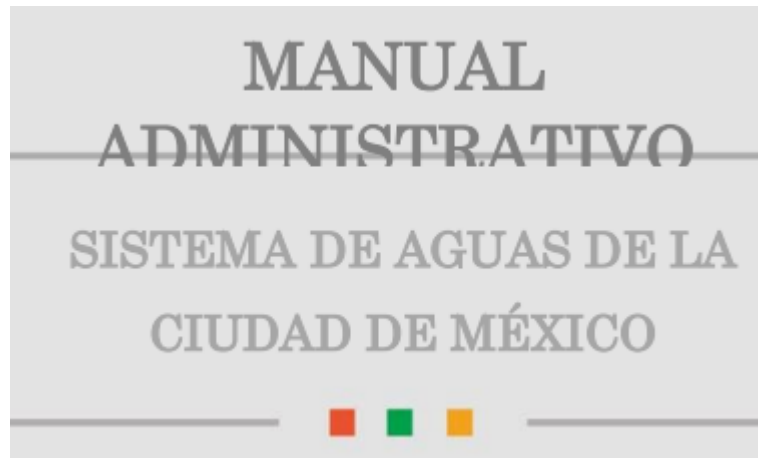 MANUAL
ADMINISTRATIVO
SISTEMA DE AGUAS DE LA
CIUDAD DE MÉXICO